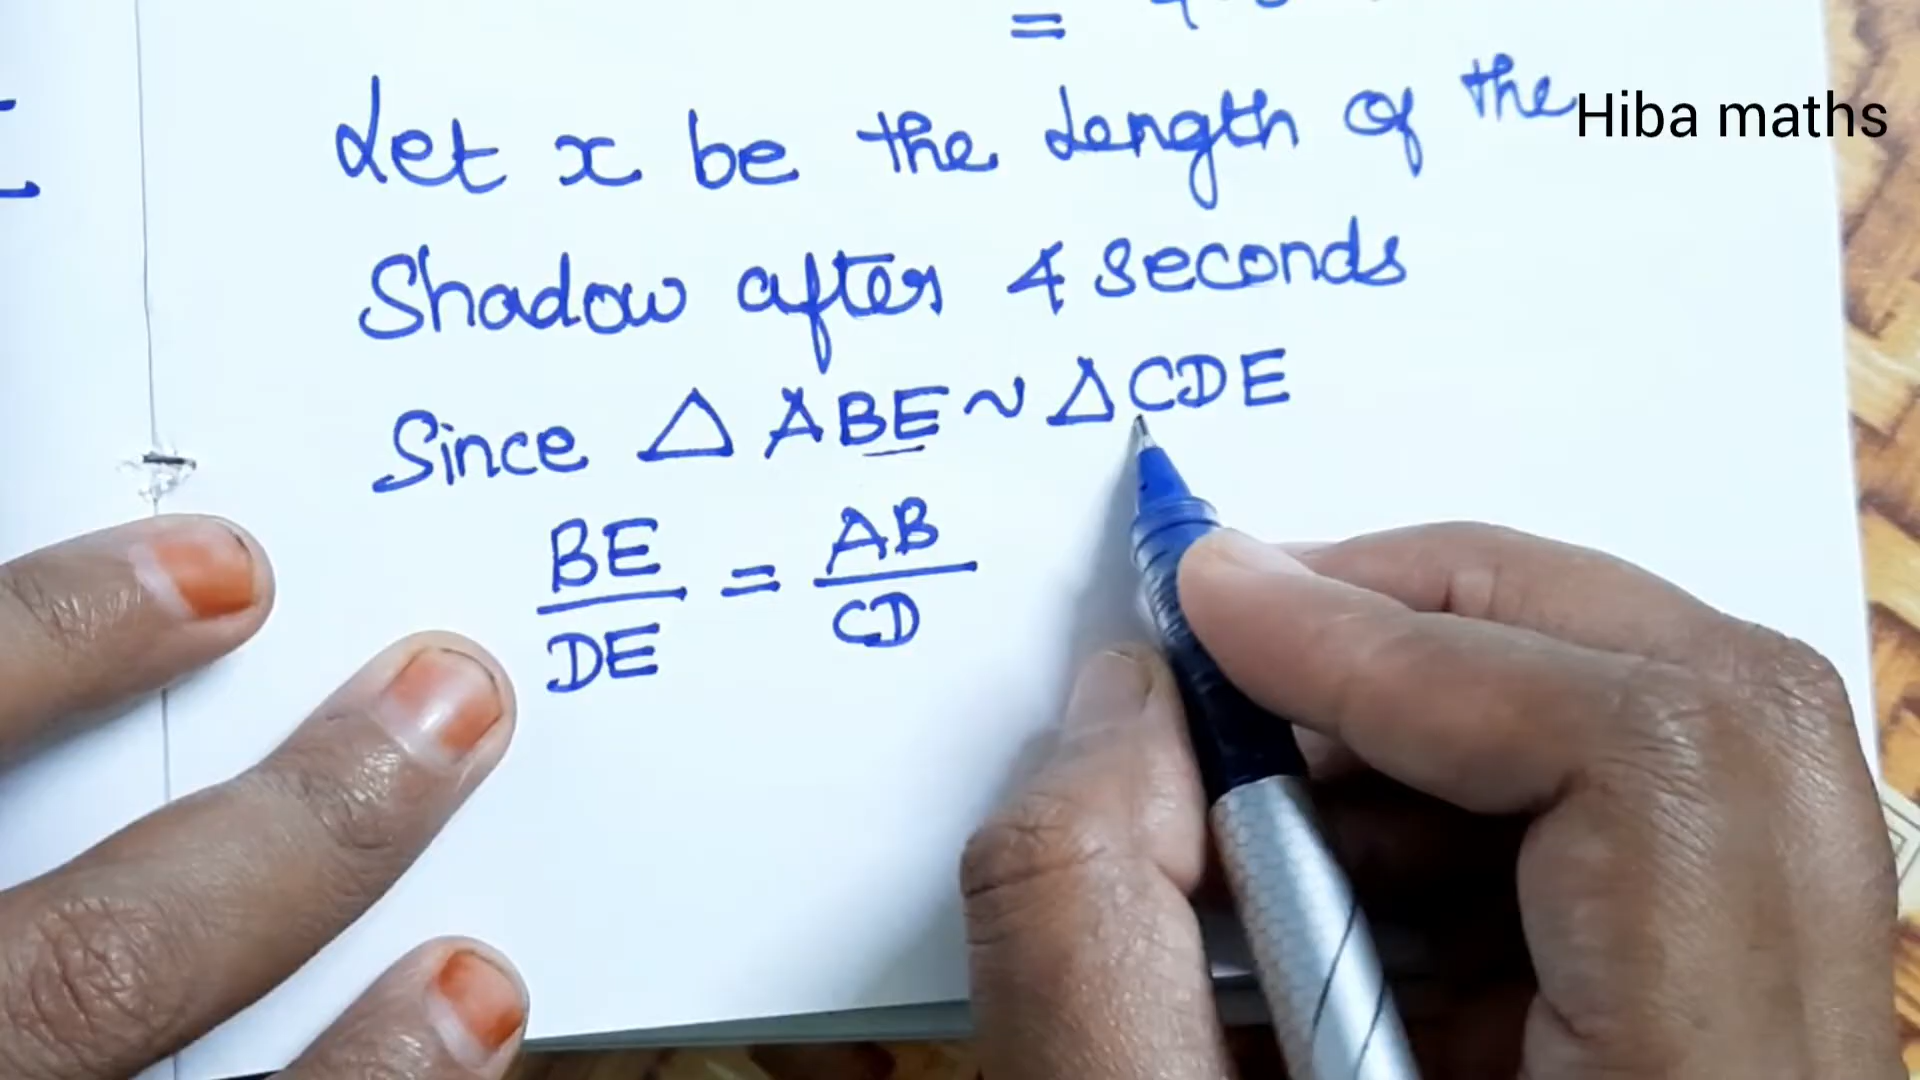 =
Let x be the Length of the
Hiba maths
Shadow after 4 seconds
Since △ ABE ~ △ CDE
BE/DE = AB/CD